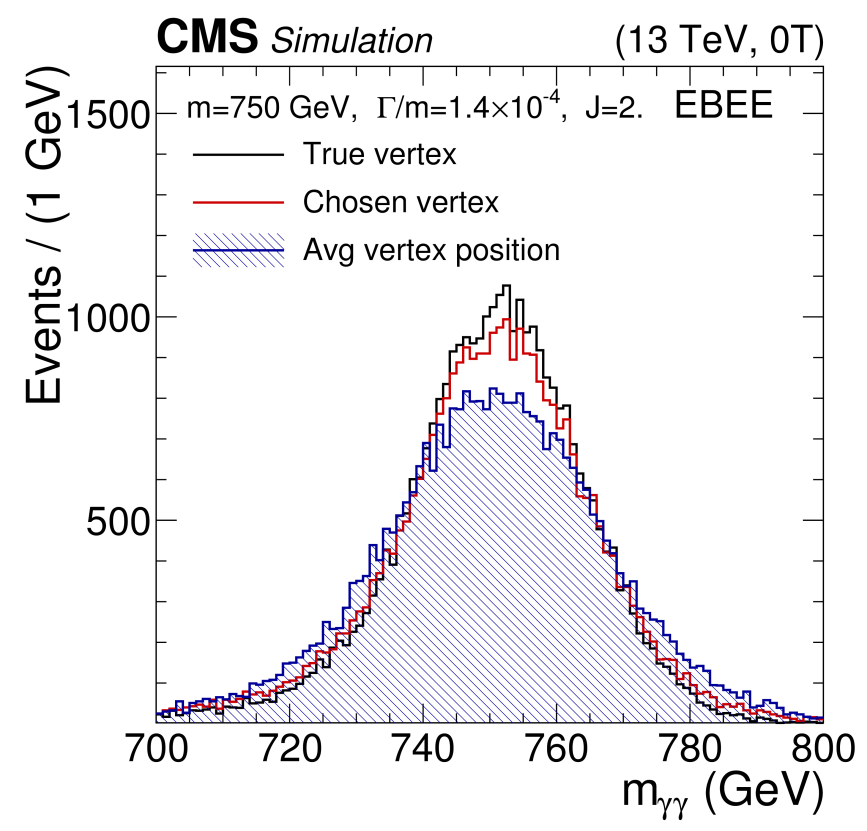 CMS Simulation (13 TeV, 0T)
Events / (1 GeV)
1500
1000
500
m=750 GeV, Γ/m=1.4×10⁻⁴, J=2. EBEE
True vertex
Chosen vertex
Avg vertex position
700 720 740 760 780 800
mγγ (GeV)